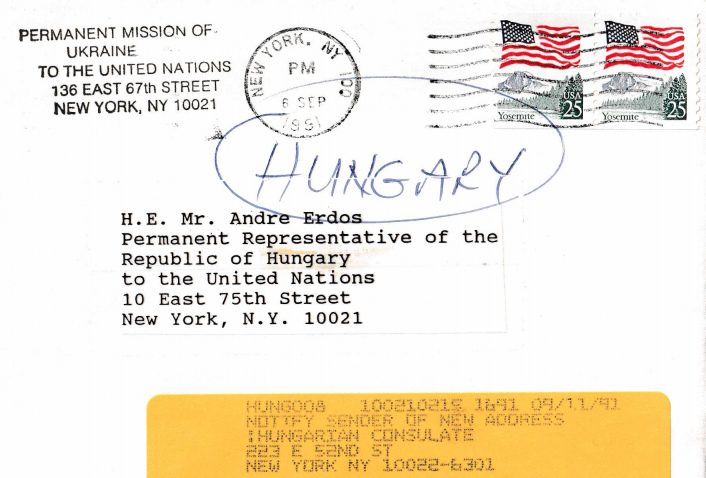 PERMANENT MISSION OF
UKRAINE
TO THE UNITED NATIONS
136 EAST 67th STREET
NEW YORK, NY 10021
NEW YORK, NY 100
PM
6 SEP
1991
Yosemite
USA
25
Yosemite
USA
25
HUNGARY
H.E. Mr. Andre Erdos
Permanent Representative of the
Republic of Hungary
to the United Nations
10 East 75th Street
New York, N.Y. 10021
HUNG008 100210215 1691 09/11/91
NOTIFY SENDER OF NEW ADDRESS
:HUNGARIAN CONSULATE
223 E 52ND ST
NEW YORK NY 10022-6301